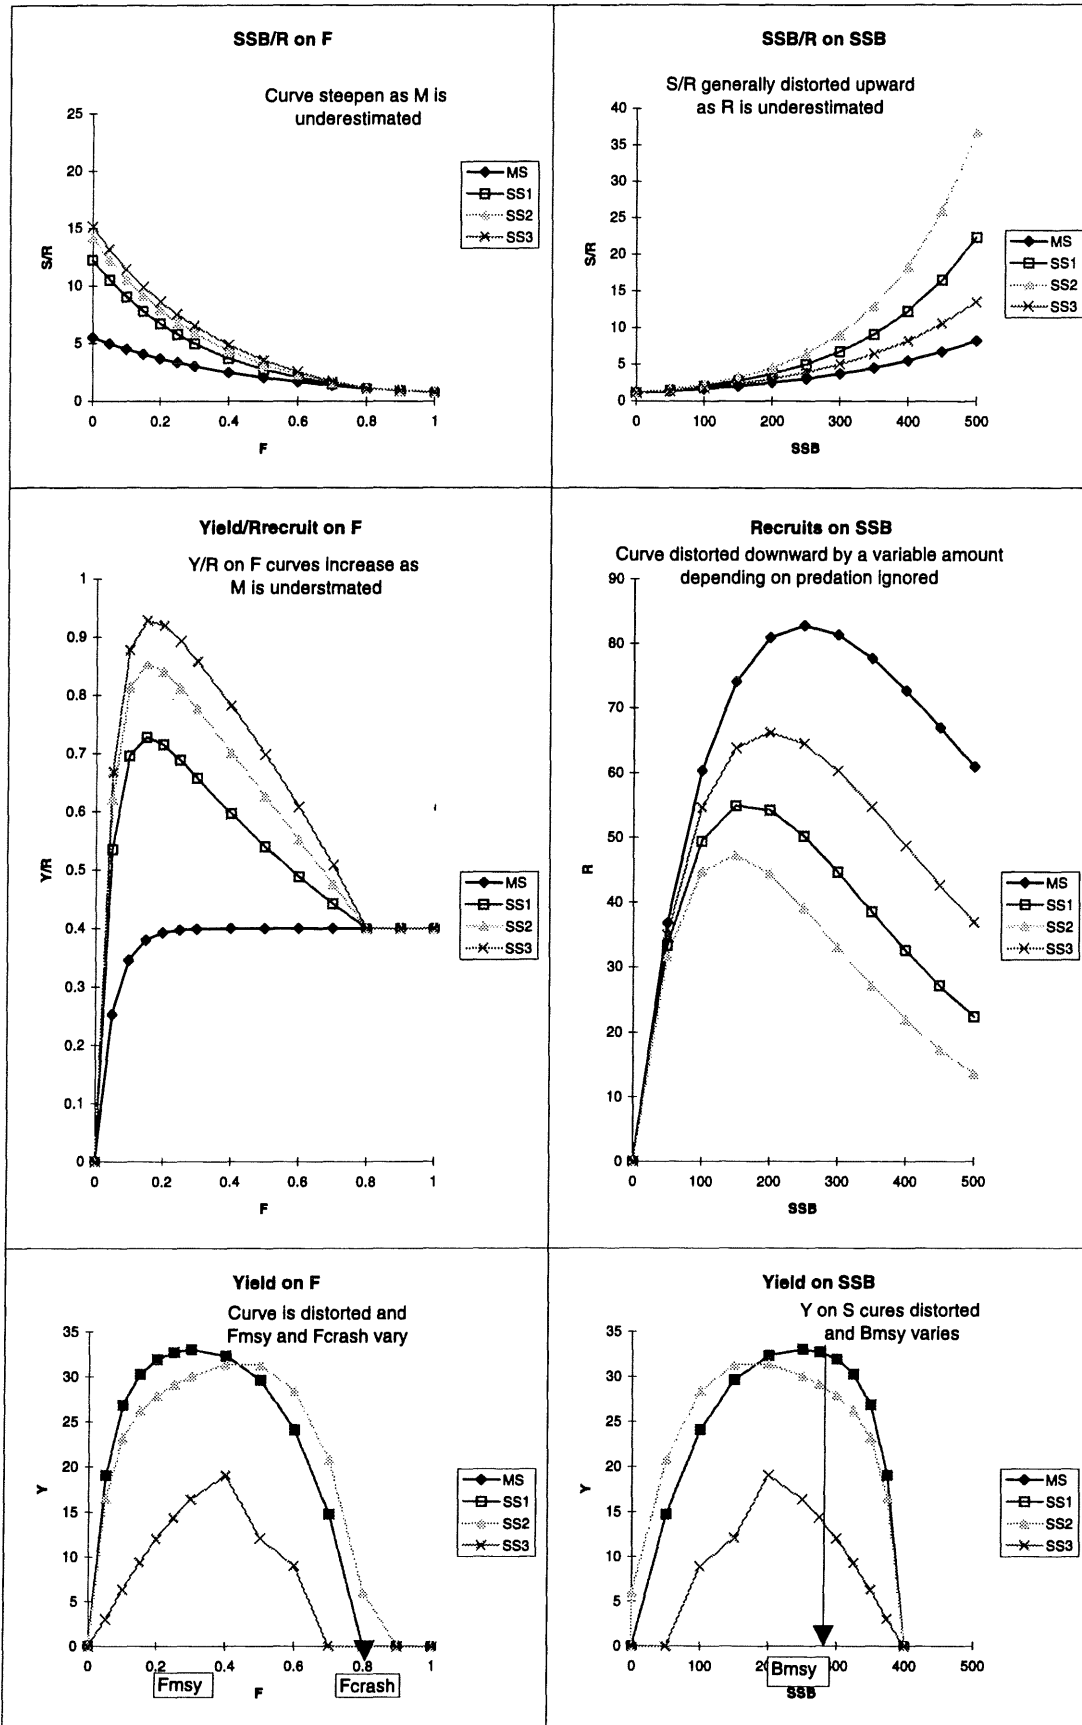 SSB/R on F
Curve steepen as M is
underestimated
25
20
15
10
5
0
S/R
0 0.2 0.4 0.6 0.8 1
F
MS
SS1
SS2
SS3
SSB/R on SSB
S/R generally distorted upward
as R is underestimated
40
35
30
25
20
15
10
5
0
S/R
0 100 200 300 400 500
SSB
MS
SS1
SS2
SS3
Yield/Rrecruit on F
Y/R on F curves increase as
M is understmated
1
0.9
0.8
0.7
0.6
0.5
0.4
0.3
0.2
0.1
0
Y/R
0 0.2 0.4 0.6 0.8 1
F
MS
SS1
SS2
SS3
Recruits on SSB
Curve distorted downward by a variable amount
depending on predation ignored
90
80
70
60
50
40
30
20
10
0
R
0 100 200 300 400 500
SSB
MS
SS1
SS2
SS3
Yield on F
Curve is distorted and
Fmsy and Fcrash vary
35
30
25
20
15
10
5
0
Y
0 0.2 0.4 0.6 0.8 1
Fmsy
Fcrash
F
MS
SS1
SS2
SS3
Yield on SSB
Y on S cures distorted
and Bmsy varies
35
30
25
20
15
10
5
0
Y
0 100 200 300 400 500
Bmsy
SSB
MS
SS1
SS2
SS3